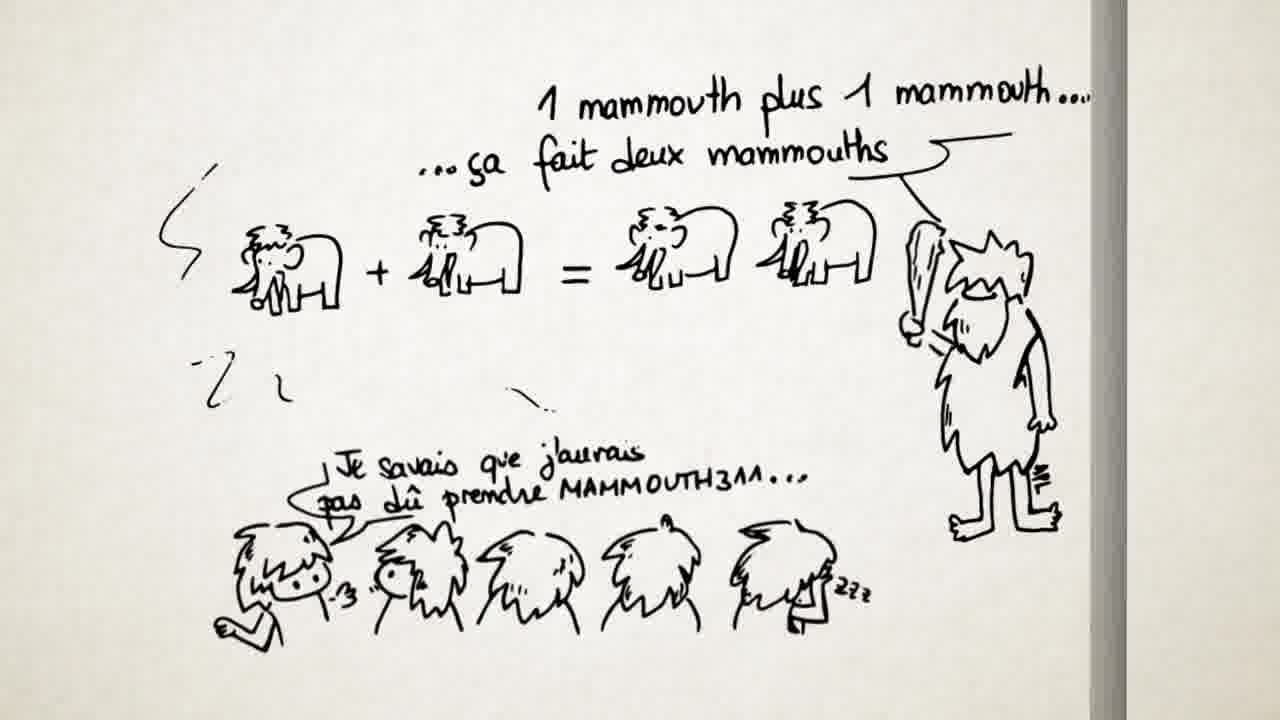 1 mammouth plus 1 mammouth....
...ça fait deux mammouths
+ =
Je savais que j'aurais
pas dû prendre MAMMOUTH311...
zzz